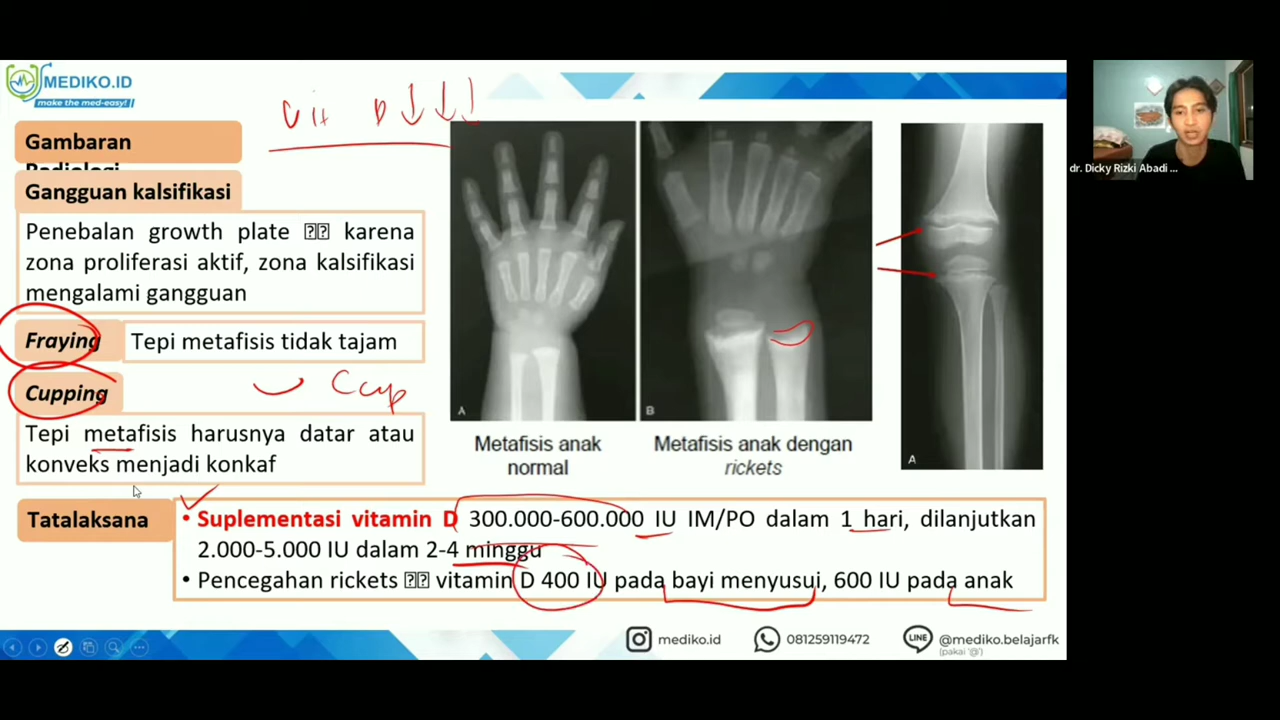 MEDIKO.ID
make the med-easy!
vit D ↓↓↓
Gambaran
Radiologi
Gangguan kalsifikasi
Penebalan growth plate ⍰⍰ karena
zona proliferasi aktif, zona kalsifikasi
mengalami gangguan
Fraying
Tepi metafisis tidak tajam
Cupping
Tepi metafisis harusnya datar atau
konveks menjadi konkaf
A
B
Metafisis anak
normal
Metafisis anak dengan
rickets
A
dr. Dicky Rizki Abadi ...
Tatalaksana
• Suplementasi vitamin D 300.000-600.000 IU IM/PO dalam 1 hari, dilanjutkan
2.000-5.000 IU dalam 2-4 minggu
• Pencegahan rickets ⍰⍰ vitamin D 400 IU pada bayi menyusui, 600 IU pada anak
mediko.id
081259119472
LINE
@mediko.belajarfk
(pakai '@')